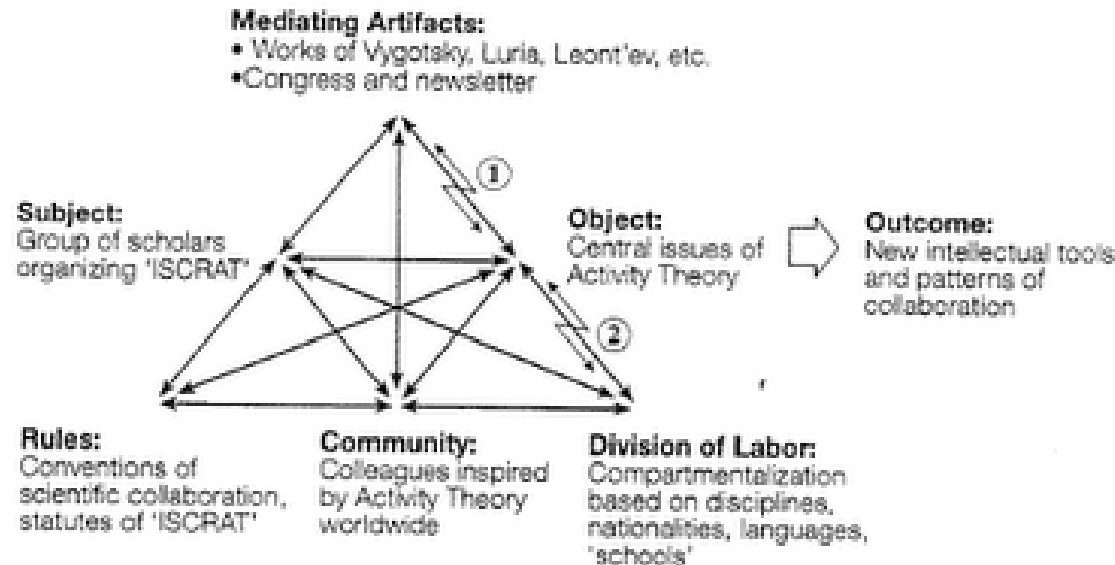 Mediating Artifacts:
• Works of Vygotsky, Luria, Leont'ev, etc.
•Congress and newsletter
①
Subject:
Group of scholars
organizing 'ISCRAT'
Object:
Central issues of
Activity Theory
Outcome:
New intellectual tools
and patterns of
collaboration
②
Rules:
Conventions of
scientific collaboration,
statutes of 'ISCRAT'
Community:
Colleagues inspired
by Activity Theory
worldwide
Division of Labor:
Compartmentalization
based on disciplines,
nationalities, languages,
'schools'